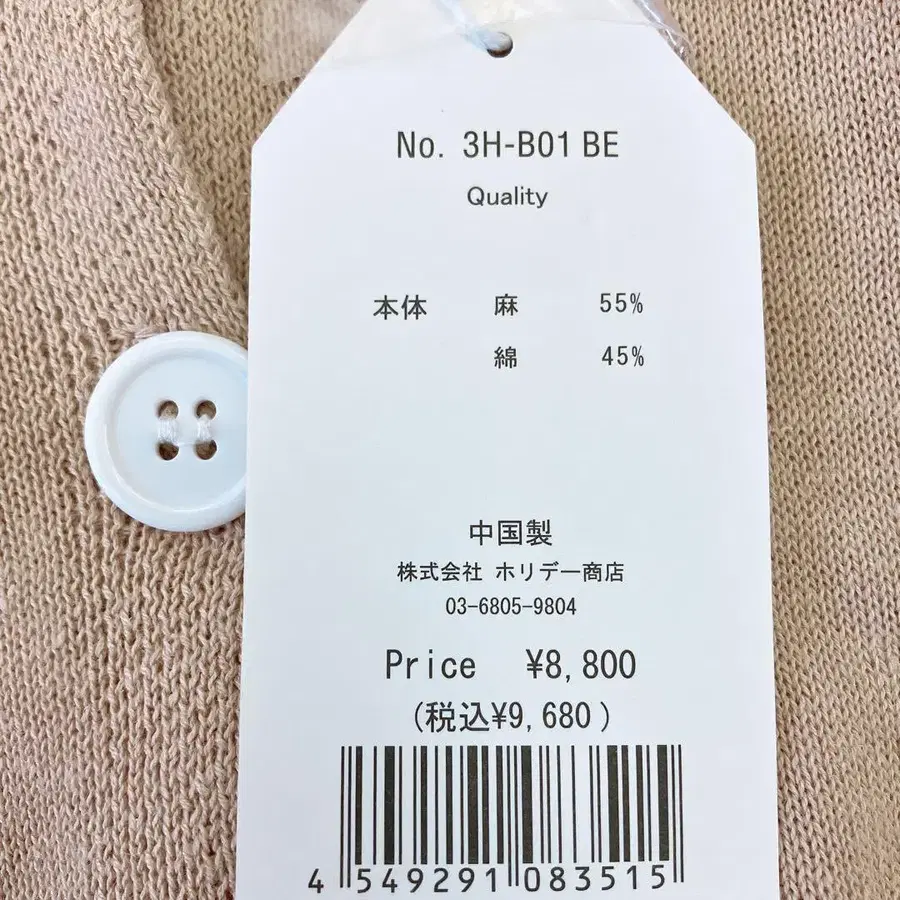 No. 3H-B01 BE
Quality
本体 麻 55%
綿 45%
中国製
株式会社 ホリデー商店
03-6805-9804
Price ¥8,800
(税込¥9,680)
4 549291 083515